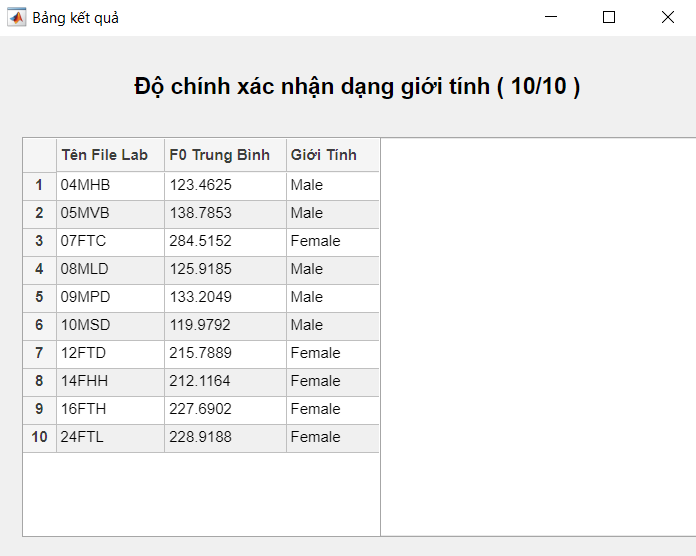 Bảng kết quả
Độ chính xác nhận dạng giới tính ( 10/10 )
Tên File Lab F0 Trung Bình Giới Tính
1 04MHB 123.4625 Male
2 05MVB 138.7853 Male
3 07FTC 284.5152 Female
4 08MLD 125.9185 Male
5 09MPD 133.2049 Male
6 10MSD 119.9792 Male
7 12FTD 215.7889 Female
8 14FHH 212.1164 Female
9 16FTH 227.6902 Female
10 24FTL 228.9188 Female